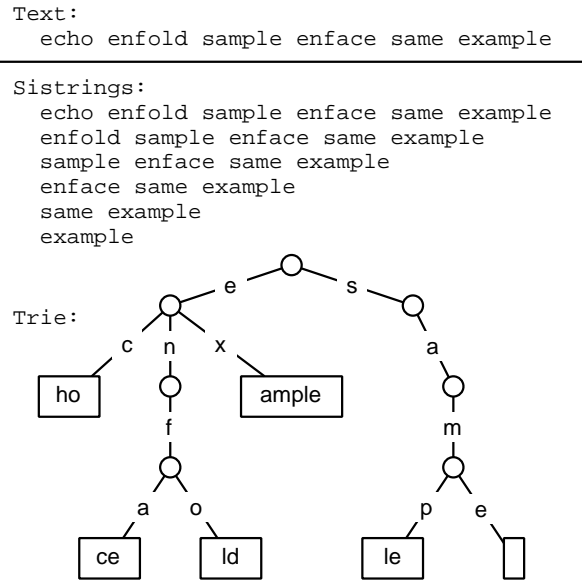 Text:
echo enfold sample enface same example
Sistrings:
echo enfold sample enface same example
enfold sample enface same example
sample enface same example
enface same example
same example
example
e s
Trie:
c n x a
ho ample
f m
a o p e
ce ld le